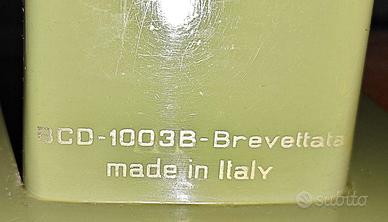 BCD-1003B-Brevettata
made in Italy
subito